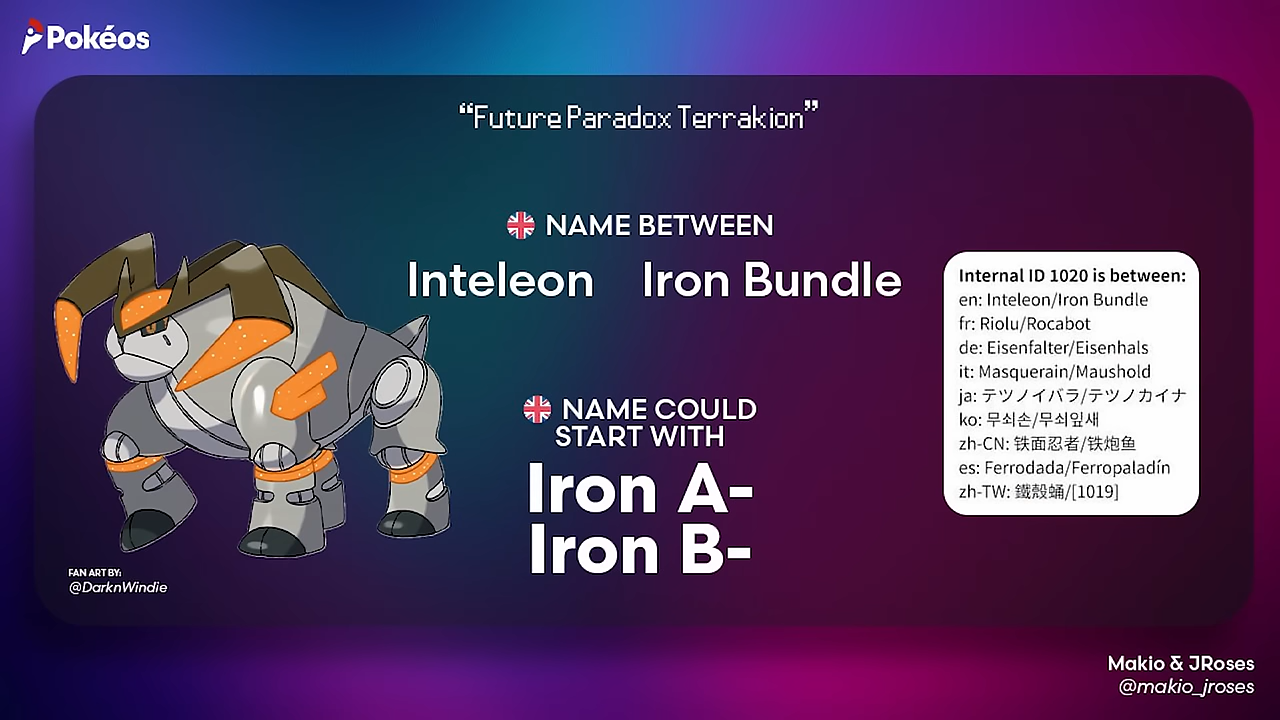 Pokéos
“Future Paradox Terrakion”
NAME BETWEEN
Inteleon Iron Bundle
NAME COULD
START WITH
Iron A-
Iron B-
Internal ID 1020 is between:
en: Inteleon/Iron Bundle
fr: Riolu/Rocabot
de: Eisenfalter/Eisenhals
it: Masquerain/Maushold
ja: テツノイバラ/テツノカイナ
ko: 무쇠손/무쇠잎새
zh-CN: 铁面忍者/铁炮鱼
es: Ferrodada/Ferropaladín
zh-TW: 鐵殼蛹/[1019]
FAN ART BY:
@DarknWindie
Makio & JRoses
@makio_jroses